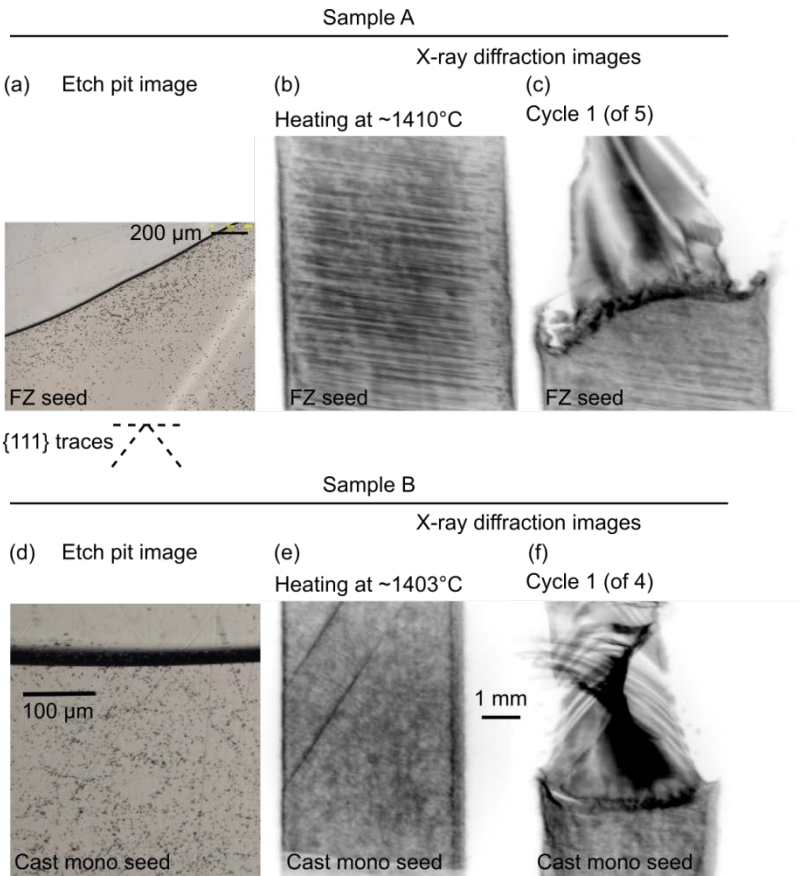 Sample A
X-ray diffraction images
(a) Etch pit image
(b)
(c)
Heating at ~1410°C
Cycle 1 (of 5)
200 µm
FZ seed
FZ seed
FZ seed
{111} traces
Sample B
X-ray diffraction images
(d) Etch pit image
(e)
(f)
Heating at ~1403°C
Cycle 1 (of 4)
100 µm
1 mm
Cast mono seed
Cast mono seed
Cast mono seed